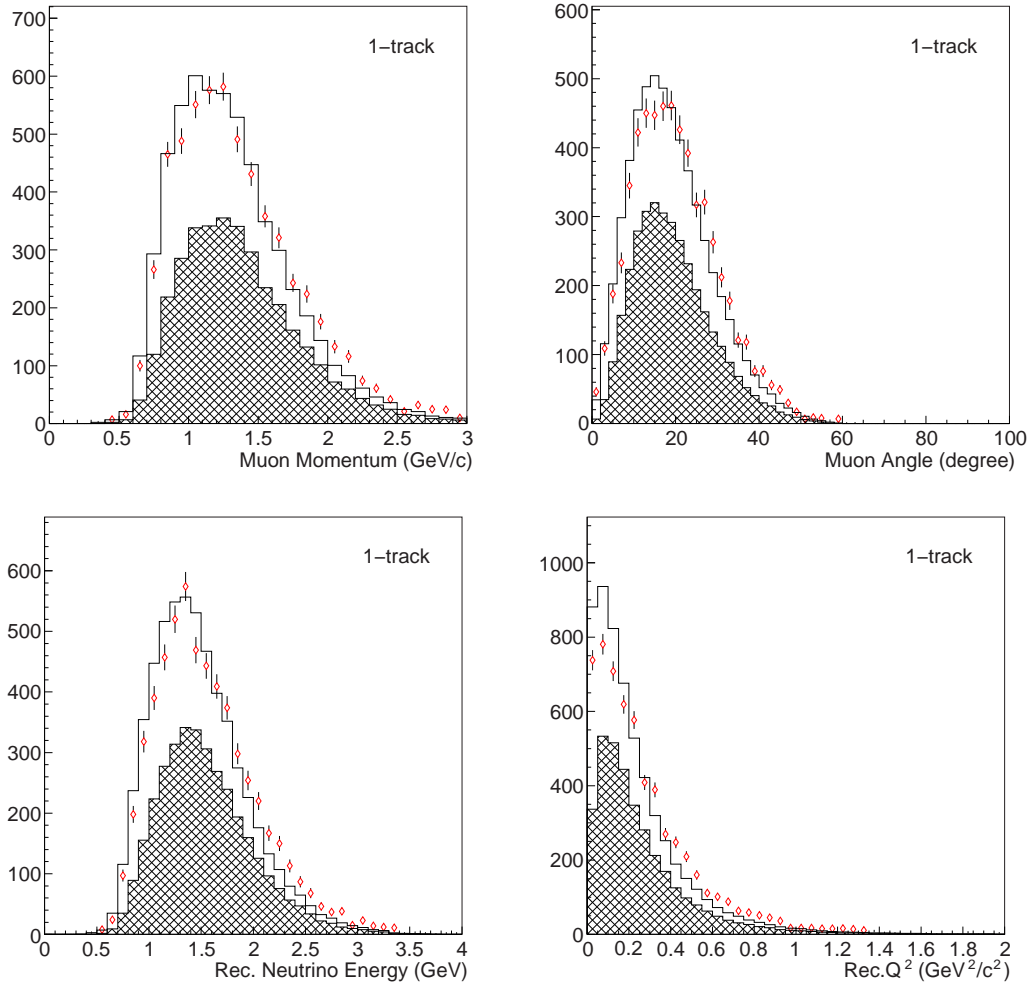 700
600
500
400
300
200
100
0
1−track
0 0.5 1 1.5 2 2.5 3
Muon Momentum (GeV/c)
600
500
400
300
200
100
0
1−track
0 20 40 60 80 100
Muon Angle (degree)
600
500
400
300
200
100
0
1−track
0 0.5 1 1.5 2 2.5 3 3.5 4
Rec. Neutrino Energy (GeV)
1000
800
600
400
200
0
1−track
0 0.2 0.4 0.6 0.8 1 1.2 1.4 1.6 1.8 2
Rec.Q² (GeV²/c²)